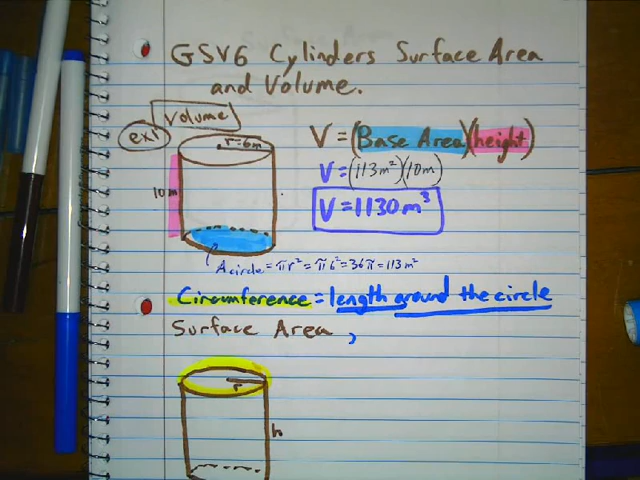 GSV6 Cylinders Surface Area
and Volume.
Volume
ex1
r=6m
10m
V = (Base Area)(height)
V = (113m²)(10m)
V = 1130m³
A circle = πr² = π6² = 36π = 113m²
Circumference = length around the circle
Surface Area,
r
h